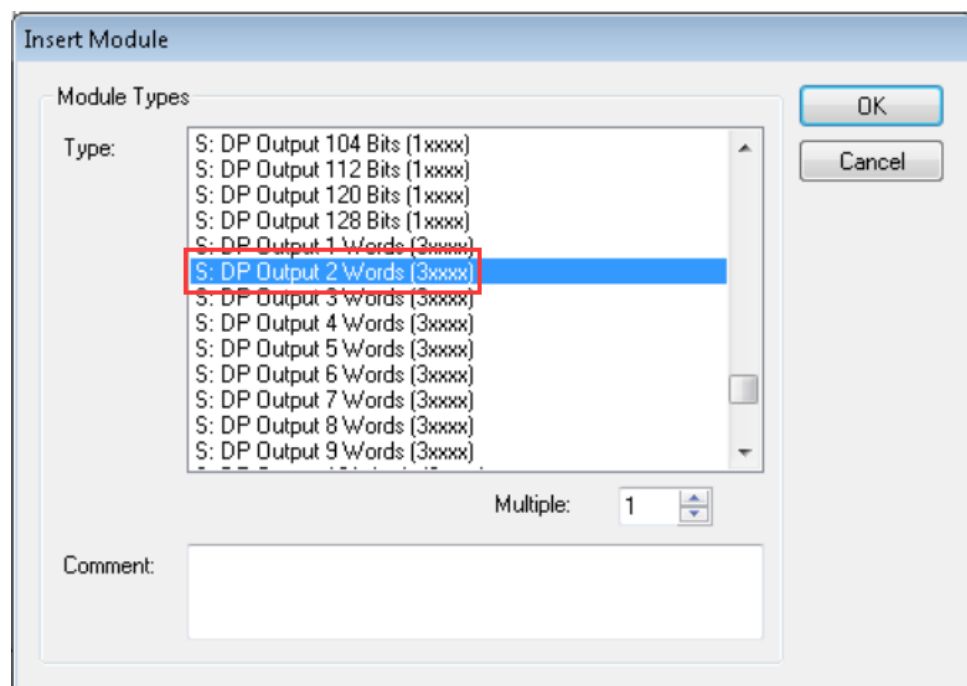 Insert Module
Module Types
OK
Type:
Cancel
S: DP Output 104 Bits (1xxxx)
S: DP Output 112 Bits (1xxxx)
S: DP Output 120 Bits (1xxxx)
S: DP Output 128 Bits (1xxxx)
S: DP Output 1 Words (3xxxx)
S: DP Output 2 Words (3xxxx)
S: DP Output 3 Words (3xxxx)
S: DP Output 4 Words (3xxxx)
S: DP Output 5 Words (3xxxx)
S: DP Output 6 Words (3xxxx)
S: DP Output 7 Words (3xxxx)
S: DP Output 8 Words (3xxxx)
S: DP Output 9 Words (3xxxx)
Multiple: 1
Comment: